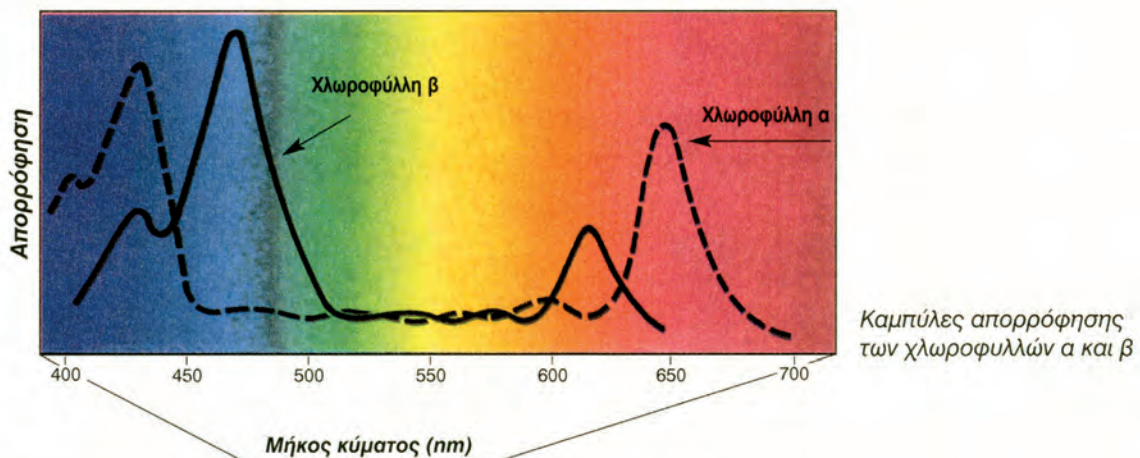 Χλωροφύλλη β
Χλωροφύλλη α
Απορρόφηση
400 450 500 550 600 650 700
Μήκος κύματος (nm)
Καμπύλες απορρόφησης
των χλωροφυλλών α και β